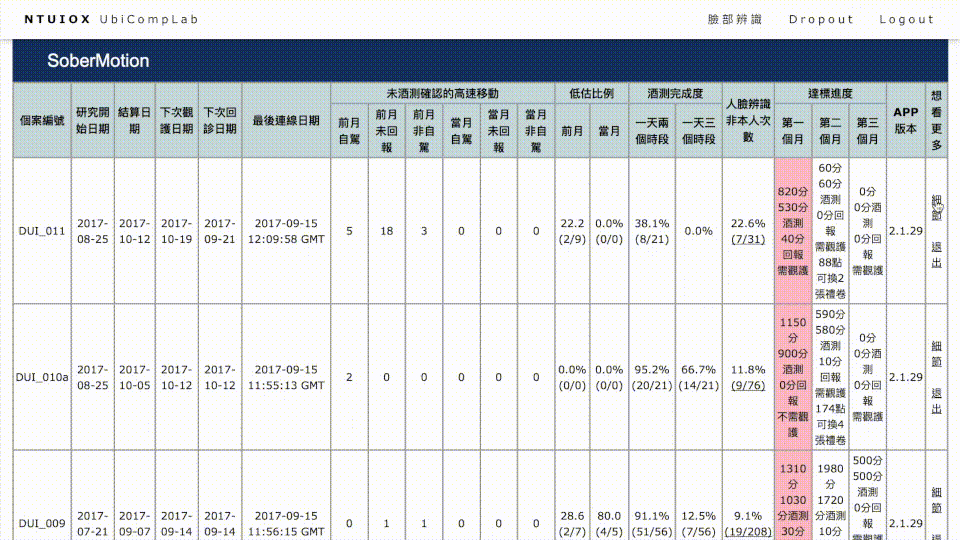 NTUIOX UbiCompLab 臉部辨識 Dropout Logout
SoberMotion
個案編號 研究開始日期 結算日期 下次觀護日期 下次回診日期 最後連線日期 未酒測確認的高速移動 低估比例 酒測完成度 人臉辨識非本人次數 達標進度 APP版本 想看更多
前月自駕 前月未回報 前月非自駕 當月自駕 當月未回報 當月非自駕 前月 當月 一天兩個時段 一天三個時段 第一個月 第二個月 第三個月
DUI_011 2017-08-25 2017-10-12 2017-10-19 2017-09-21 2017-09-15 12:09:58 GMT 5 18 3 0 0 0 22.2 (2/9) 0.0% (0/0) 38.1% (8/21) 0.0% 22.6% (7/31) 820分 530分酒測 40分回報 需觀護 60分 60分酒測 0分回報 需觀護 88點可換2張禮卷 0分 0分酒測 0分回報 需觀護 2.1.29 細節 退出
DUI_010a 2017-08-25 2017-10-05 2017-10-12 2017-10-12 2017-09-15 11:55:13 GMT 2 0 0 0 0 0 0.0% (0/0) 0.0% (0/0) 95.2% (20/21) 66.7% (14/21) 11.8% (9/76) 1150分 900分酒測 0分回報 不需觀護 590分 580分酒測 10分回報 需觀護 174點可換4張禮卷 0分 0分酒測 0分回報 需觀護 2.1.29 細節 退出
DUI_009 2017-07-21 2017-09-07 2017-09-14 2017-09-14 2017-09-15 11:56:15 GMT 0 1 1 0 0 0 28.6 (2/7) 80.0 (4/5) 91.1% (51/56) 12.5% (7/56) 9.1% (19/208) 1310分 1030分酒測 30分 1980分 1720分酒測 10分 500分 500分酒測 0分回報 2.1.29 細節